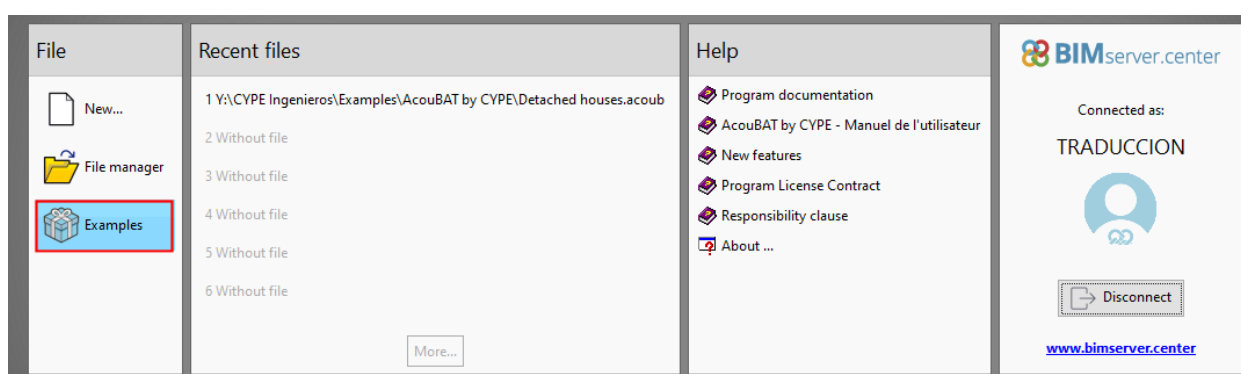 File
New...
File manager
Examples
Recent files
1 Y:\CYPE Ingenieros\Examples\AcouBAT by CYPE\Detached houses.acoub
2 Without file
3 Without file
4 Without file
5 Without file
6 Without file
More...
Help
Program documentation
AcouBAT by CYPE - Manuel de l'utilisateur
New features
Program License Contract
Responsibility clause
About ...
BIMserver.center
Connected as:
TRADUCCION
Disconnect
www.bimserver.center